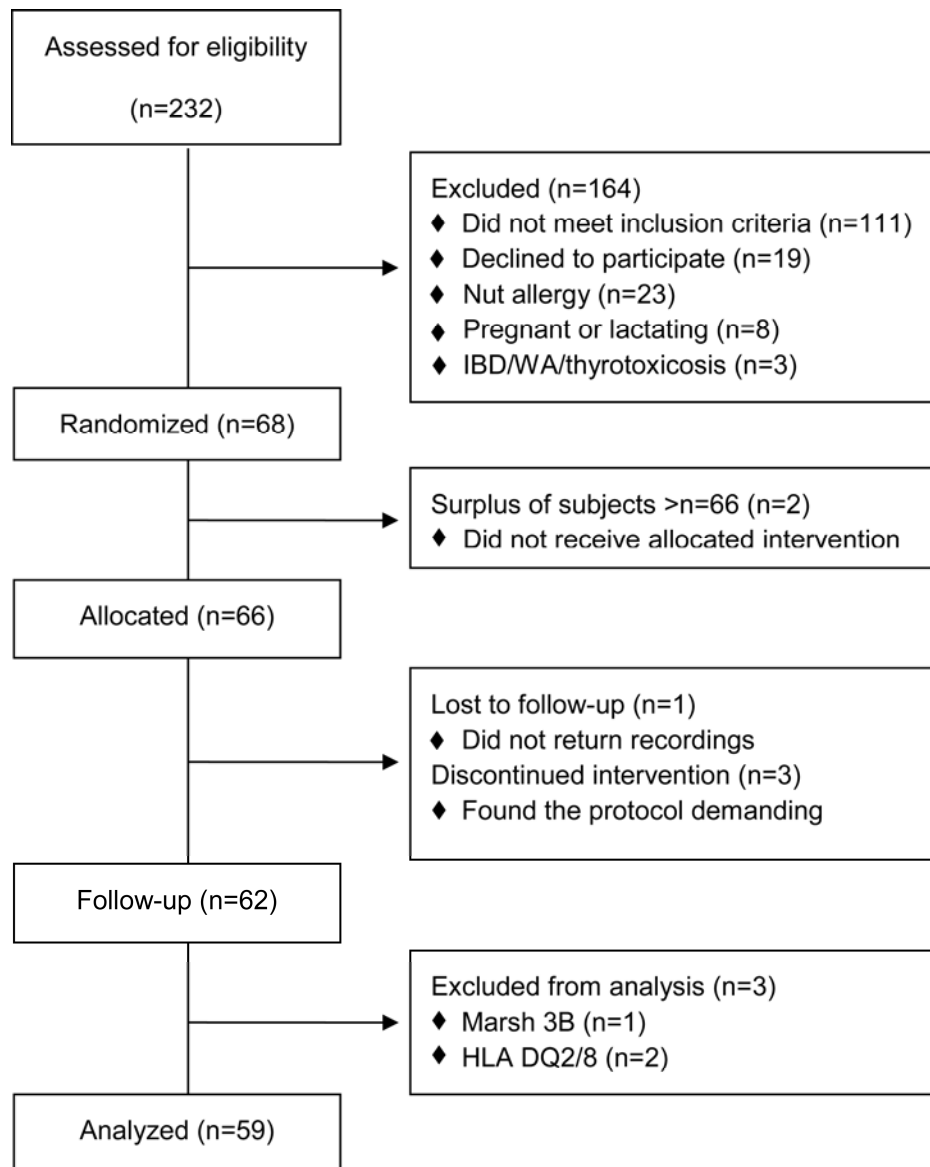 Assessed for eligibility
(n=232)
Excluded (n=164)
♦ Did not meet inclusion criteria (n=111)
♦ Declined to participate (n=19)
♦ Nut allergy (n=23)
♦ Pregnant or lactating (n=8)
♦ IBD/WA/thyrotoxicosis (n=3)
Randomized (n=68)
Surplus of subjects >n=66 (n=2)
♦ Did not receive allocated intervention
Allocated (n=66)
Lost to follow-up (n=1)
♦ Did not return recordings
Discontinued intervention (n=3)
♦ Found the protocol demanding
Follow-up (n=62)
Excluded from analysis (n=3)
♦ Marsh 3B (n=1)
♦ HLA DQ2/8 (n=2)
Analyzed (n=59)